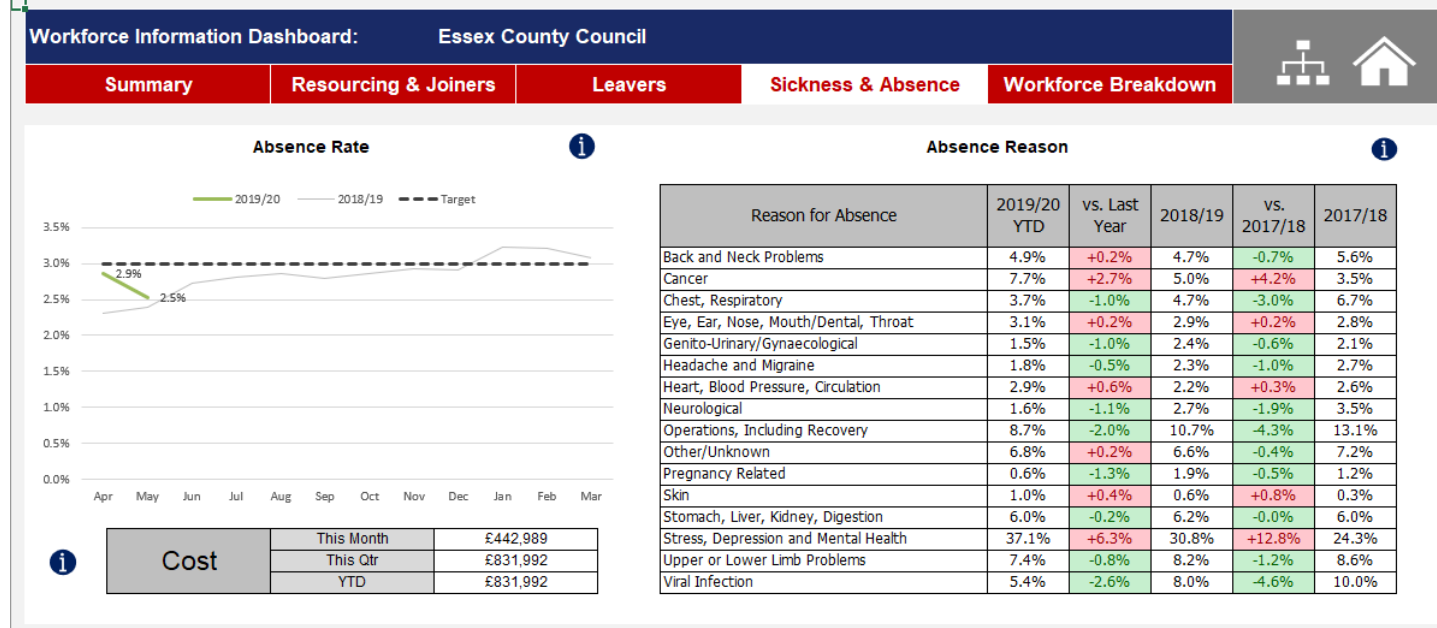 Workforce Information Dashboard: Essex County Council
Summary Resourcing & Joiners Leavers Sickness & Absence Workforce Breakdown
Absence Rate
2019/20 2018/19 Target
3.5%
3.0%
2.9%
2.5% 2.5%
2.0%
1.5%
1.0%
0.5%
0.0%
Apr May Jun Jul Aug Sep Oct Nov Dec Jan Feb Mar
Cost
This Month £442,989
This Qtr £831,992
YTD £831,992
Absence Reason
Reason for Absence 2019/20 YTD vs. Last Year 2018/19 vs. 2017/18 2017/18
Back and Neck Problems 4.9% +0.2% 4.7% -0.7% 5.6%
Cancer 7.7% +2.7% 5.0% +4.2% 3.5%
Chest, Respiratory 3.7% -1.0% 4.7% -3.0% 6.7%
Eye, Ear, Nose, Mouth/Dental, Throat 3.1% +0.2% 2.9% +0.2% 2.8%
Genito-Urinary/Gynaecological 1.5% -1.0% 2.4% -0.6% 2.1%
Headache and Migraine 1.8% -0.5% 2.3% -1.0% 2.7%
Heart, Blood Pressure, Circulation 2.9% +0.6% 2.2% +0.3% 2.6%
Neurological 1.6% -1.1% 2.7% -1.9% 3.5%
Operations, Including Recovery 8.7% -2.0% 10.7% -4.3% 13.1%
Other/Unknown 6.8% +0.2% 6.6% -0.4% 7.2%
Pregnancy Related 0.6% -1.3% 1.9% -0.5% 1.2%
Skin 1.0% +0.4% 0.6% +0.8% 0.3%
Stomach, Liver, Kidney, Digestion 6.0% -0.2% 6.2% -0.0% 6.0%
Stress, Depression and Mental Health 37.1% +6.3% 30.8% +12.8% 24.3%
Upper or Lower Limb Problems 7.4% -0.8% 8.2% -1.2% 8.6%
Viral Infection 5.4% -2.6% 8.0% -4.6% 10.0%